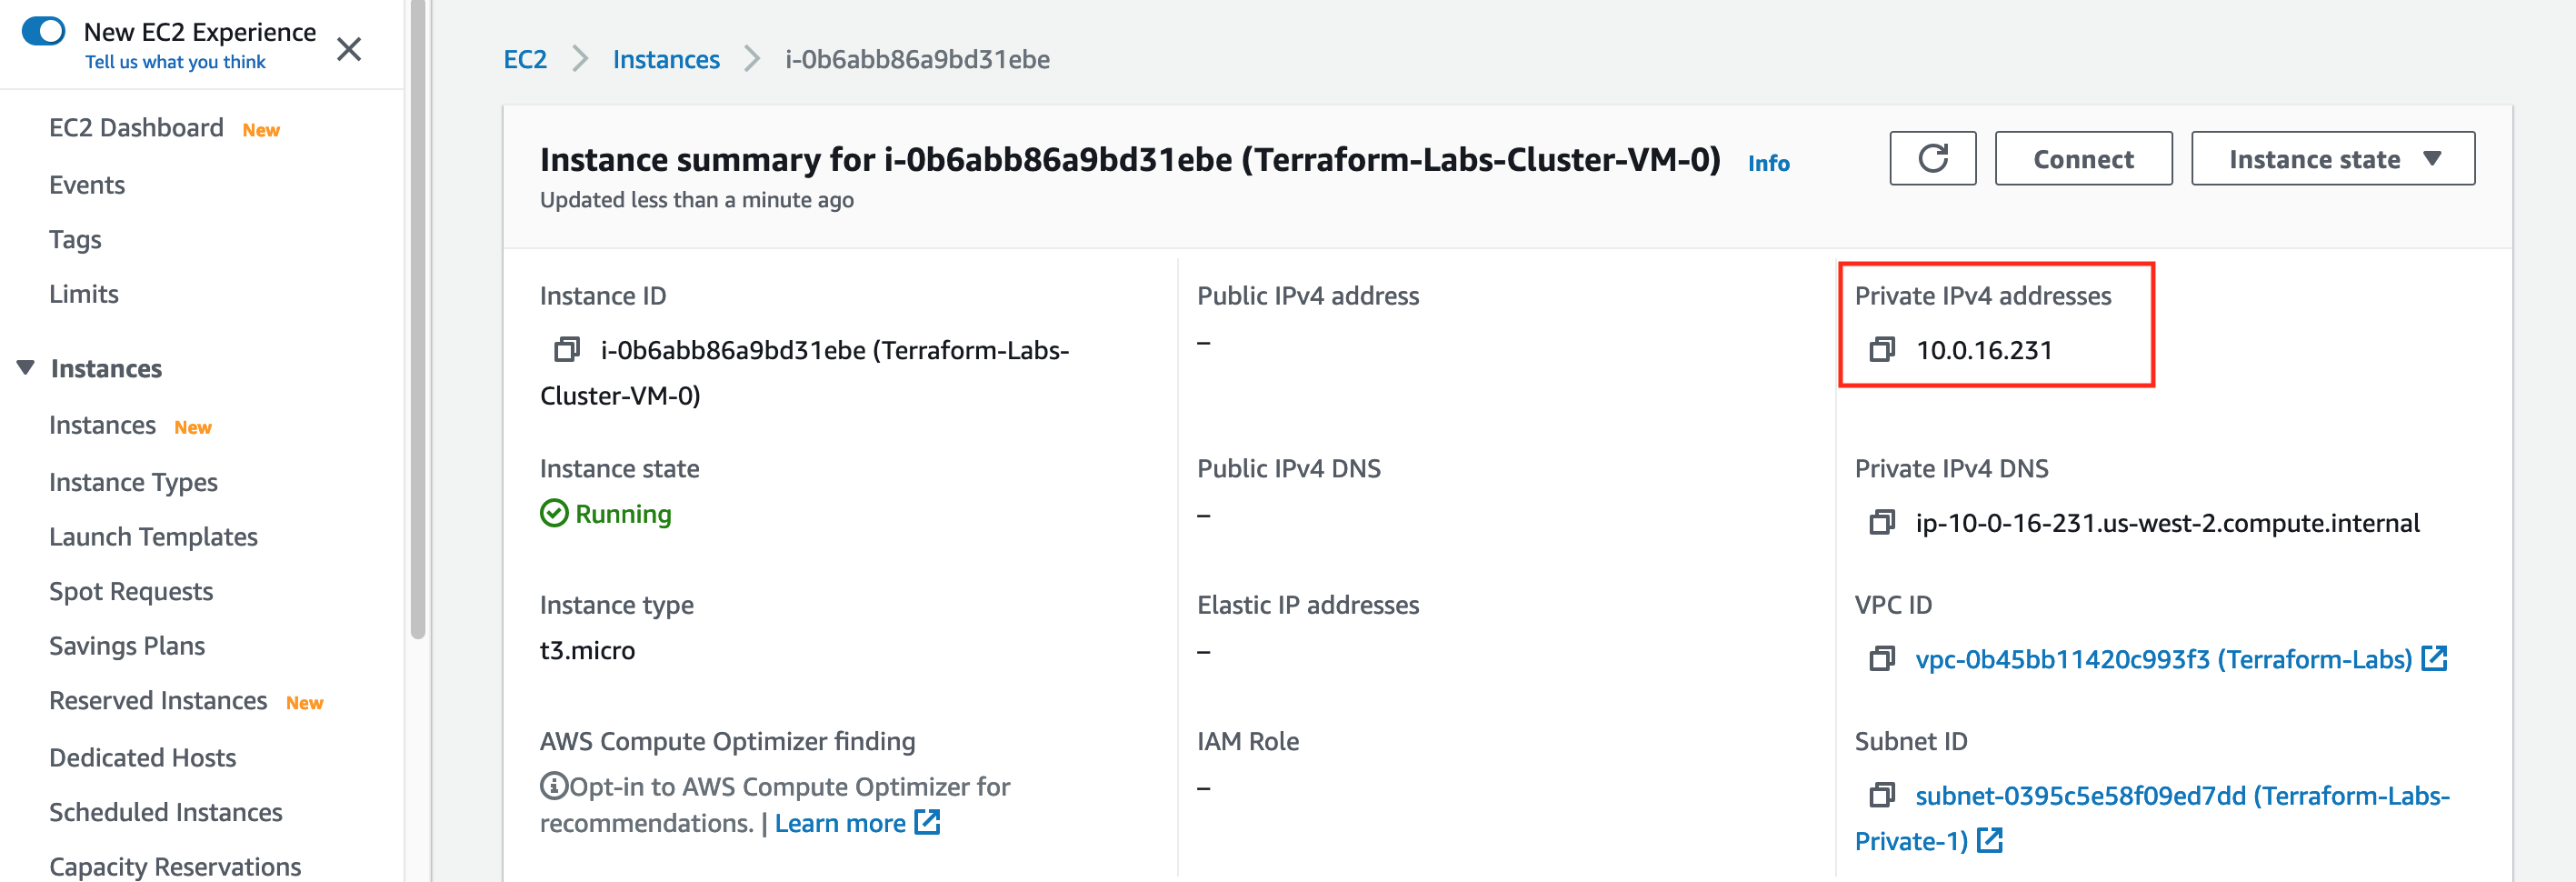 New EC2 Experience
Tell us what you think
EC2 Dashboard New
Events
Tags
Limits
Instances
Instances New
Instance Types
Launch Templates
Spot Requests
Savings Plans
Reserved Instances New
Dedicated Hosts
Scheduled Instances
Capacity Reservations
EC2 Instances i-0b6abb86a9bd31ebe
Instance summary for i-0b6abb86a9bd31ebe (Terraform-Labs-Cluster-VM-0) Info
Updated less than a minute ago
Connect
Instance state
Instance ID
i-0b6abb86a9bd31ebe (Terraform-Labs-
Cluster-VM-0)
Public IPv4 address
–
Private IPv4 addresses
10.0.16.231
Instance state
Running
Public IPv4 DNS
–
Private IPv4 DNS
ip-10-0-16-231.us-west-2.compute.internal
Instance type
t3.micro
Elastic IP addresses
–
VPC ID
vpc-0b45bb11420c993f3 (Terraform-Labs)
AWS Compute Optimizer finding
Opt-in to AWS Compute Optimizer for
recommendations. | Learn more
IAM Role
–
Subnet ID
subnet-0395c5e58f09ed7dd (Terraform-Labs-
Private-1)